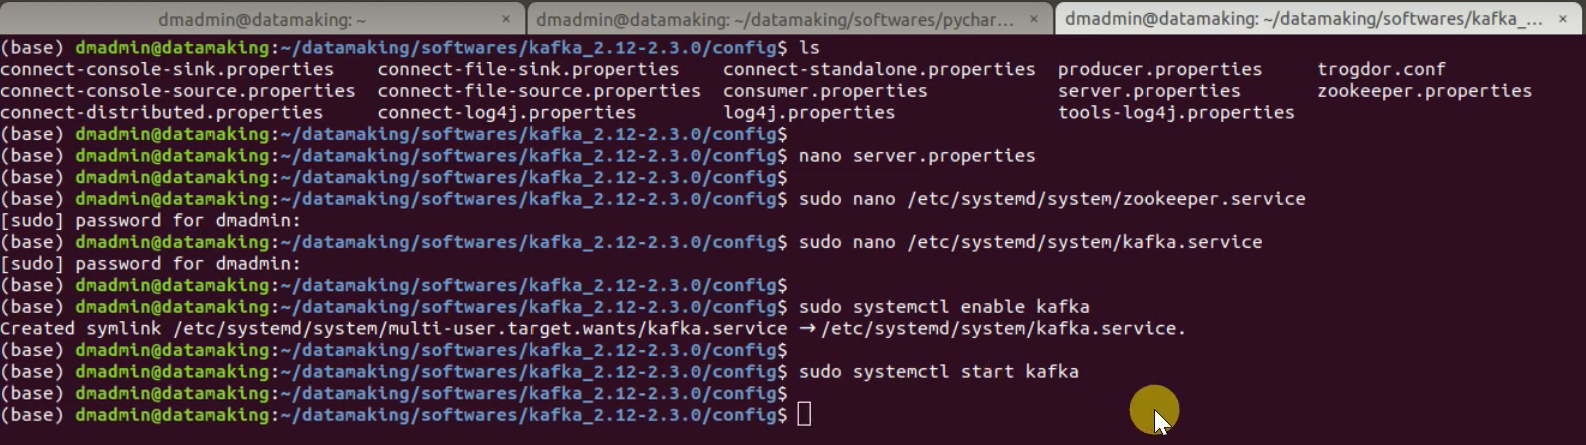 dmadmin@datamaking: ~ × dmadmin@datamaking: ~/datamaking/softwares/pychar... × dmadmin@datamaking: ~/datamaking/softwares/kafka_... ×
(base) dmadmin@datamaking:~/datamaking/softwares/kafka_2.12-2.3.0/config$ ls
connect-console-sink.properties connect-file-sink.properties connect-standalone.properties producer.properties trogdor.conf
connect-console-source.properties connect-file-source.properties consumer.properties server.properties zookeeper.properties
connect-distributed.properties connect-log4j.properties log4j.properties tools-log4j.properties
(base) dmadmin@datamaking:~/datamaking/softwares/kafka_2.12-2.3.0/config$
(base) dmadmin@datamaking:~/datamaking/softwares/kafka_2.12-2.3.0/config$ nano server.properties
(base) dmadmin@datamaking:~/datamaking/softwares/kafka_2.12-2.3.0/config$
(base) dmadmin@datamaking:~/datamaking/softwares/kafka_2.12-2.3.0/config$ sudo nano /etc/systemd/system/zookeeper.service
[sudo] password for dmadmin:
(base) dmadmin@datamaking:~/datamaking/softwares/kafka_2.12-2.3.0/config$ sudo nano /etc/systemd/system/kafka.service
[sudo] password for dmadmin:
(base) dmadmin@datamaking:~/datamaking/softwares/kafka_2.12-2.3.0/config$
(base) dmadmin@datamaking:~/datamaking/softwares/kafka_2.12-2.3.0/config$ sudo systemctl enable kafka
Created symlink /etc/systemd/system/multi-user.target.wants/kafka.service → /etc/systemd/system/kafka.service.
(base) dmadmin@datamaking:~/datamaking/softwares/kafka_2.12-2.3.0/config$
(base) dmadmin@datamaking:~/datamaking/softwares/kafka_2.12-2.3.0/config$ sudo systemctl start kafka
(base) dmadmin@datamaking:~/datamaking/softwares/kafka_2.12-2.3.0/config$
(base) dmadmin@datamaking:~/datamaking/softwares/kafka_2.12-2.3.0/config$